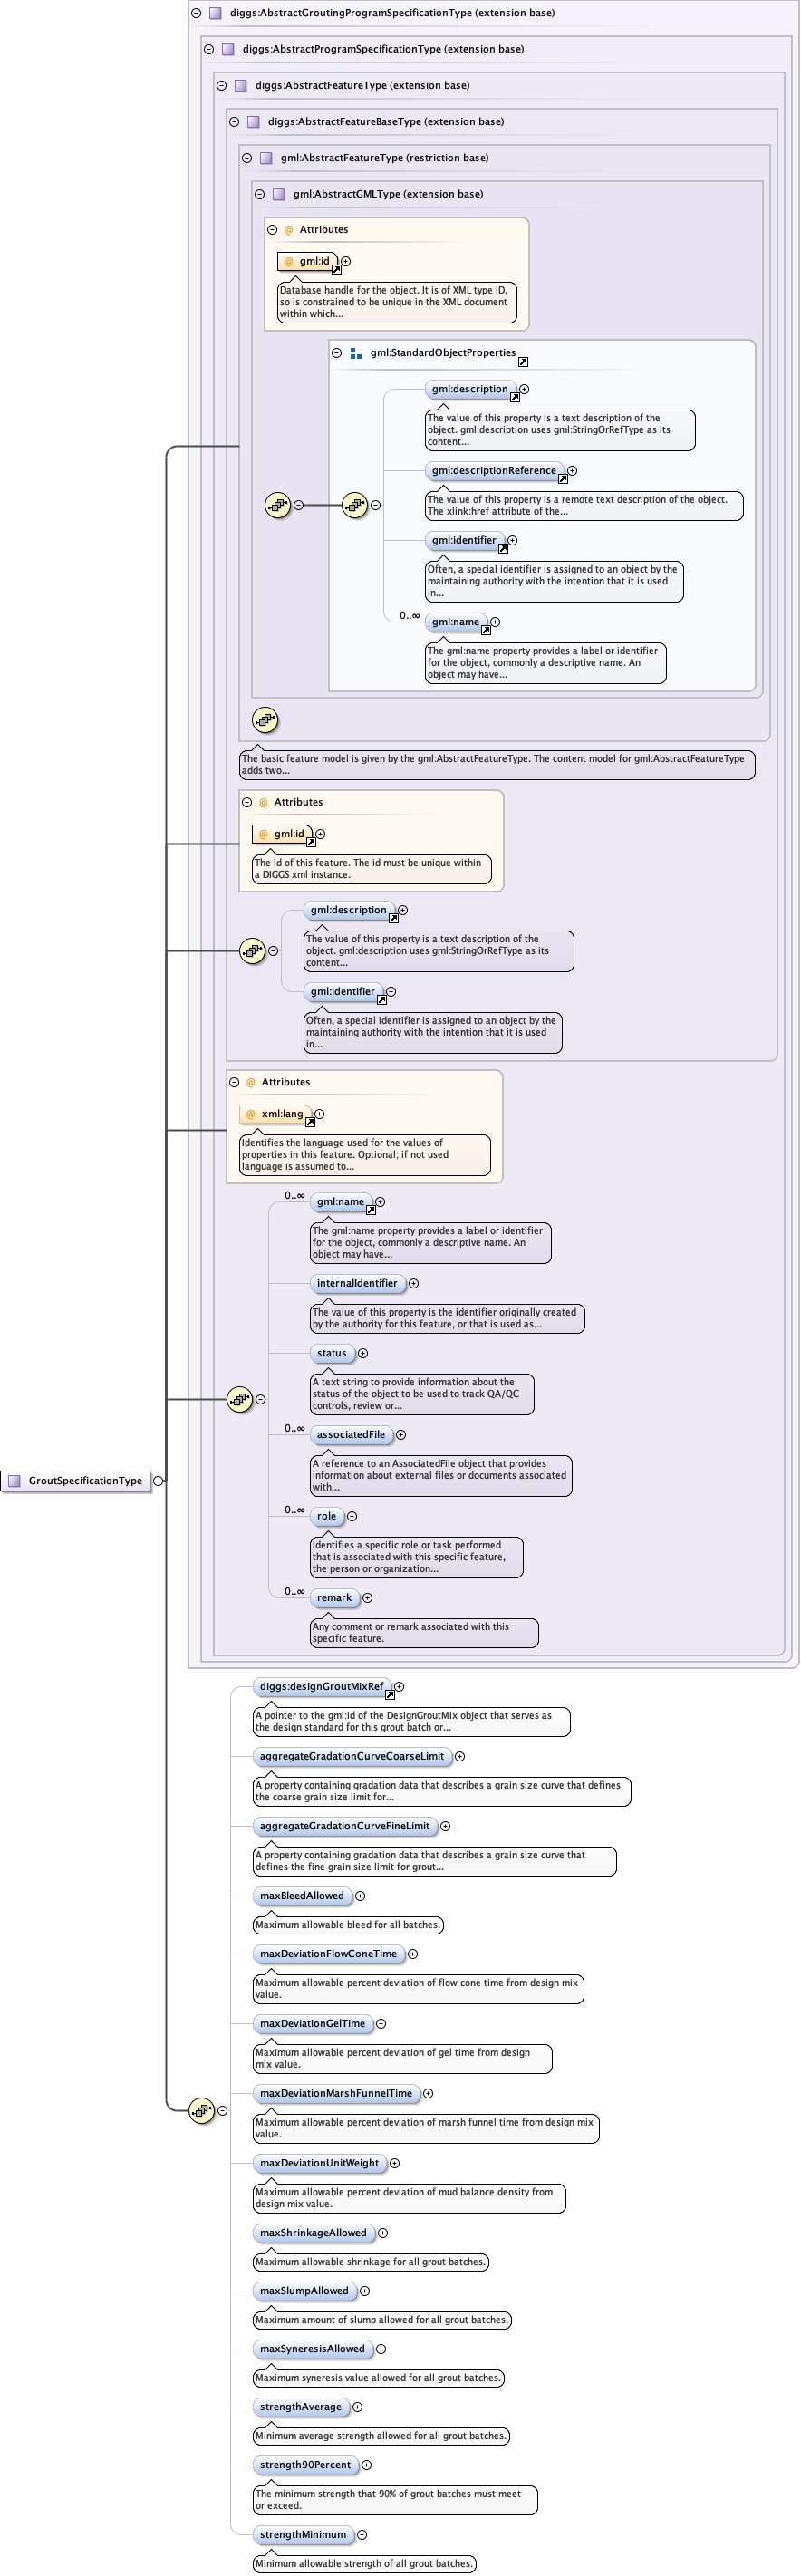 diggs:AbstractGroutingProgramSpecificationType (extension base)
diggs:AbstractProgramSpecificationType (extension base)
diggs:AbstractFeatureType (extension base)
diggs:AbstractFeatureBaseType (extension base)
gml:AbstractFeatureType (restriction base)
gml:AbstractGMLType (extension base)
@ Attributes
@ gml:id
Database handle for the object. It is of XML type ID,
so is constrained to be unique in the XML document
within which...
gml:StandardObjectProperties
gml:description
The value of this property is a text description of the
object. gml:description uses gml:StringOrRefType as its
content...
gml:descriptionReference
The value of this property is a remote text description of the object.
The xlink:href attribute of the...
gml:identifier
Often, a special identifier is assigned to an object by the
maintaining authority with the intention that it is used
in...
0..∞
gml:name
The gml:name property provides a label or identifier
for the object, commonly a descriptive name. An
object may have...
The basic feature model is given by the gml:AbstractFeatureType. The content model for gml:AbstractFeatureType
adds two...
@ Attributes
@ gml:id
The id of this feature. The id must be unique within
a DIGGS xml instance.
gml:description
The value of this property is a text description of the
object. gml:description uses gml:StringOrRefType as its
content...
gml:identifier
Often, a special identifier is assigned to an object by the
maintaining authority with the intention that it is used
in...
@ Attributes
@ xml:lang
Identifies the language used for the values of
properties in this feature. Optional; if not used
language is assumed to...
0..∞
gml:name
The gml:name property provides a label or identifier
for the object, commonly a descriptive name. An
object may have...
internalIdentifier
The value of this property is the identifier originally created
by the authority for this feature, or that is used as...
status
A text string to provide information about the
status of the object to be used to track QA/QC
controls, review or...
0..∞
associatedFile
A reference to an AssociatedFile object that provides
information about external files or documents associated
with...
GroutSpecificationType
0..∞
role
Identifies a specific role or task performed
that is associated with this specific feature,
the person or organization...
0..∞
remark
Any comment or remark associated with this
specific feature.
diggs:designGroutMixRef
A pointer to the gml:id of the DesignGroutMix object that serves as
the design standard for this grout batch or...
aggregateGradationCurveCoarseLimit
A property containing gradation data that describes a grain size curve that defines
the coarse grain size limit for...
aggregateGradationCurveFineLimit
A property containing gradation data that describes a grain size curve that
defines the fine grain size limit for grout...
maxBleedAllowed
Maximum allowable bleed for all batches.
maxDeviationFlowConeTime
Maximum allowable percent deviation of flow cone time from design mix
value.
maxDeviationGelTime
Maximum allowable percent deviation of gel time from design
mix value.
maxDeviationMarshFunnelTime
Maximum allowable percent deviation of marsh funnel time from design mix
value.
maxDeviationUnitWeight
Maximum allowable percent deviation of mud balance density from
design mix value.
maxShrinkageAllowed
Maximum allowable shrinkage for all grout batches.
maxSlumpAllowed
Maximum amount of slump allowed for all grout batches.
maxSyneresisAllowed
Maximum syneresis value allowed for all grout batches.
strengthAverage
Minimum average strength allowed for all grout batches.
strength90Percent
The minimum strength that 90% of grout batches must meet
or exceed.
strengthMinimum
Minimum allowable strength of all grout batches.